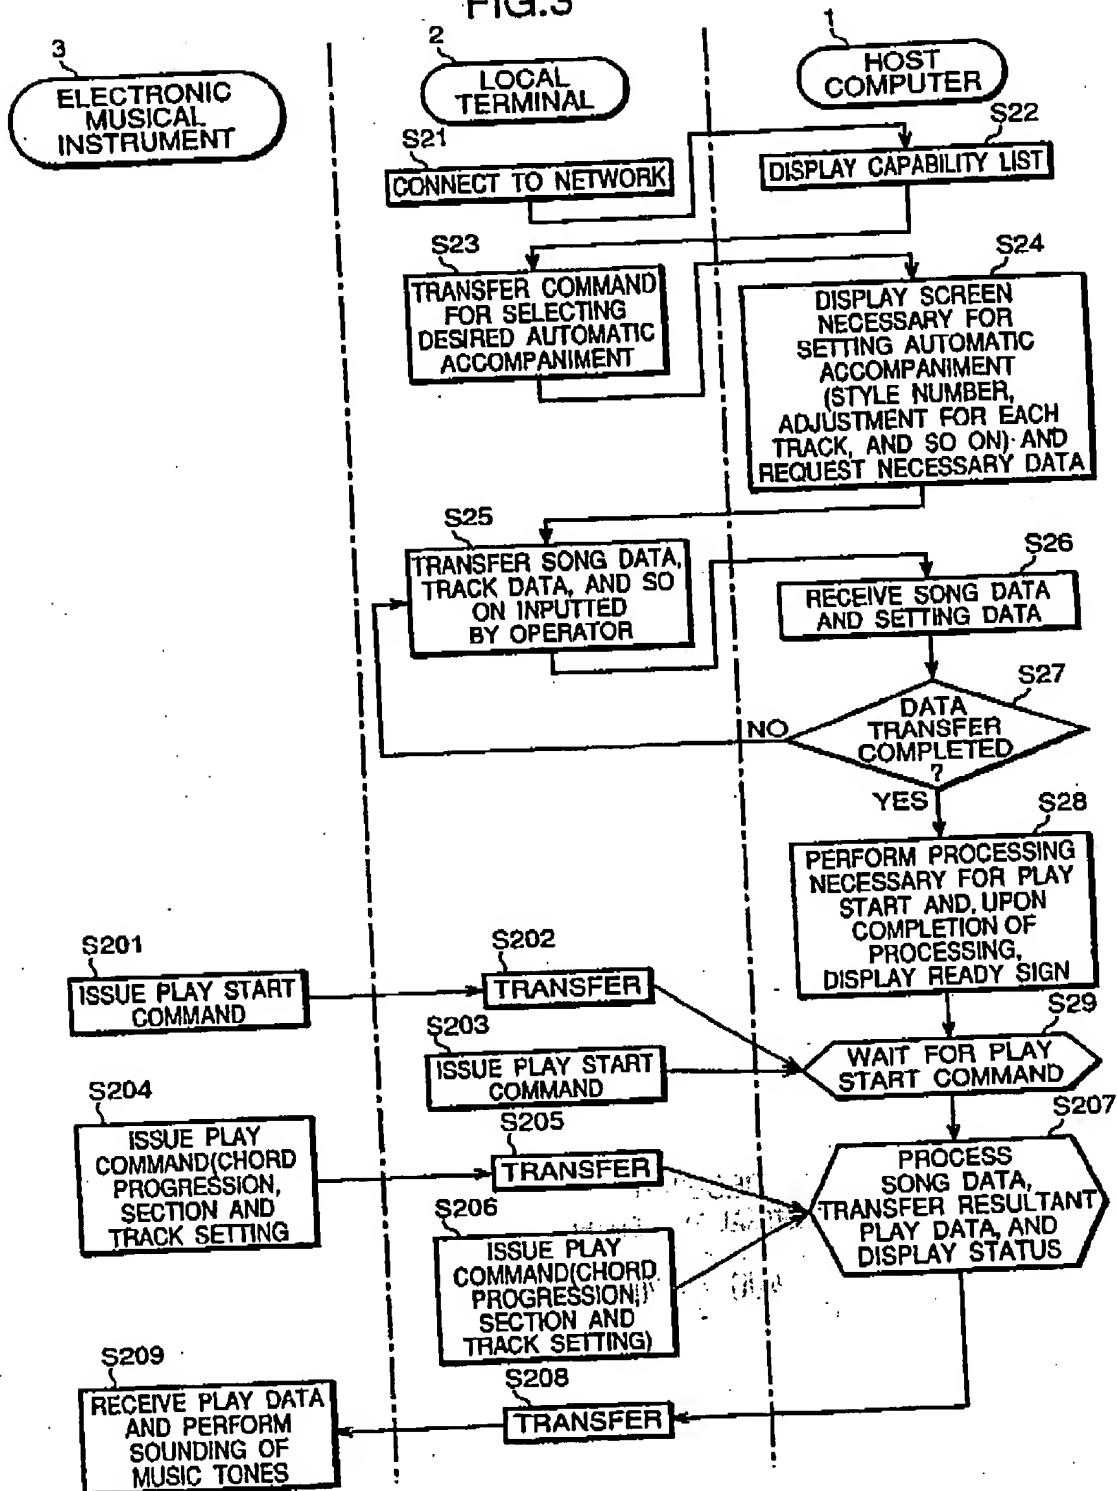 FIG.3
3
ELECTRONIC
MUSICAL
INSTRUMENT
2
LOCAL
TERMINAL
1
HOST
COMPUTER
S21
CONNECT TO NETWORK
S22
DISPLAY CAPABILITY LIST
S23
TRANSFER COMMAND
FOR SELECTING
DESIRED AUTOMATIC
ACCOMPANIMENT
S24
DISPLAY SCREEN
NECESSARY FOR
SETTING AUTOMATIC
ACCOMPANIMENT
(STYLE NUMBER,
ADJUSTMENT FOR EACH
TRACK, AND SO ON) AND
REQUEST NECESSARY DATA
S25
TRANSFER SONG DATA,
TRACK DATA, AND SO
ON INPUTTED
BY OPERATOR
S26
RECEIVE SONG DATA
AND SETTING DATA
S27
DATA
TRANSFER
COMPLETED
?
NO
YES
S28
PERFORM PROCESSING
NECESSARY FOR PLAY
START AND, UPON
COMPLETION OF
PROCESSING,
DISPLAY READY SIGN
S201
ISSUE PLAY START
COMMAND
S202
TRANSFER
S203
ISSUE PLAY START
COMMAND
S29
WAIT FOR PLAY
START COMMAND
S204
ISSUE PLAY
COMMAND(CHORD
PROGRESSION,
SECTION AND
TRACK SETTING
S205
TRANSFER
S206
ISSUE PLAY
COMMAND(CHORD
PROGRESSION,
SECTION AND
TRACK SETTING)
S207
PROCESS
SONG DATA,
TRANSFER RESULTANT
PLAY DATA, AND
DISPLAY STATUS
S208
TRANSFER
S209
RECEIVE PLAY DATA
AND PERFORM
SOUNDING OF
MUSIC TONES